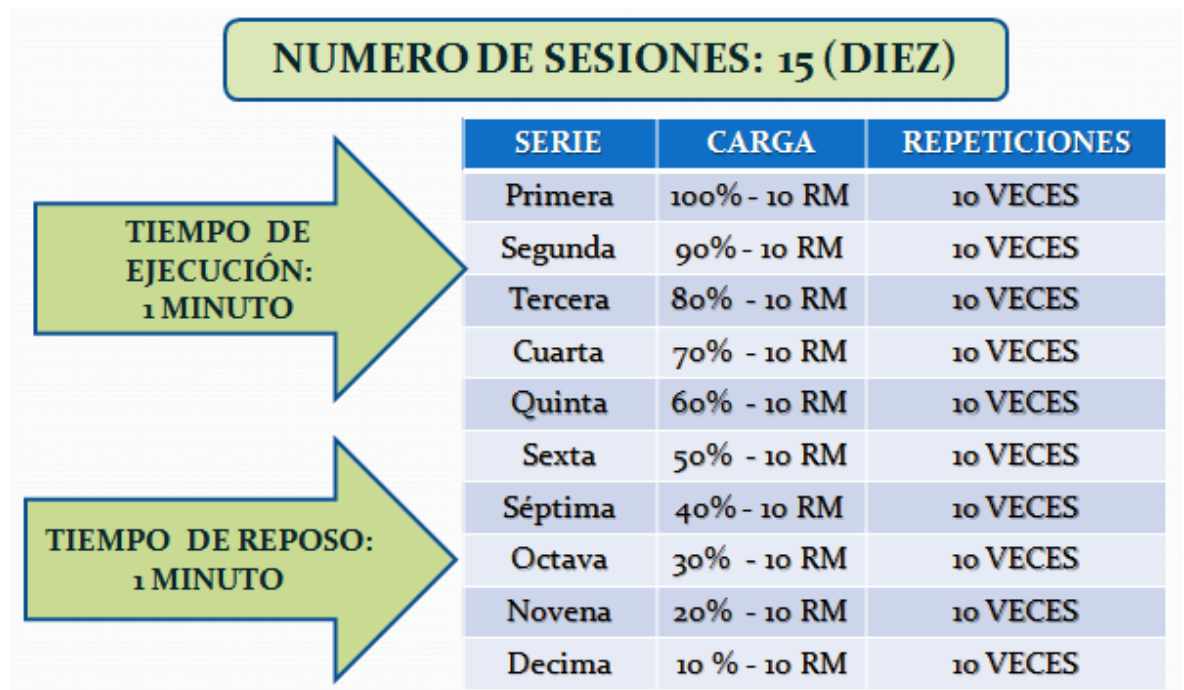 NUMERO DE SESIONES: 15 (DIEZ)
TIEMPO DE
EJECUCIÓN:
1 MINUTO
TIEMPO DE REPOSO:
1 MINUTO
SERIE CARGA REPETICIONES
Primera 100% - 10 RM 10 VECES
Segunda 90% - 10 RM 10 VECES
Tercera 80% - 10 RM 10 VECES
Cuarta 70% - 10 RM 10 VECES
Quinta 60% - 10 RM 10 VECES
Sexta 50% - 10 RM 10 VECES
Séptima 40% - 10 RM 10 VECES
Octava 30% - 10 RM 10 VECES
Novena 20% - 10 RM 10 VECES
Decima 10 % - 10 RM 10 VECES